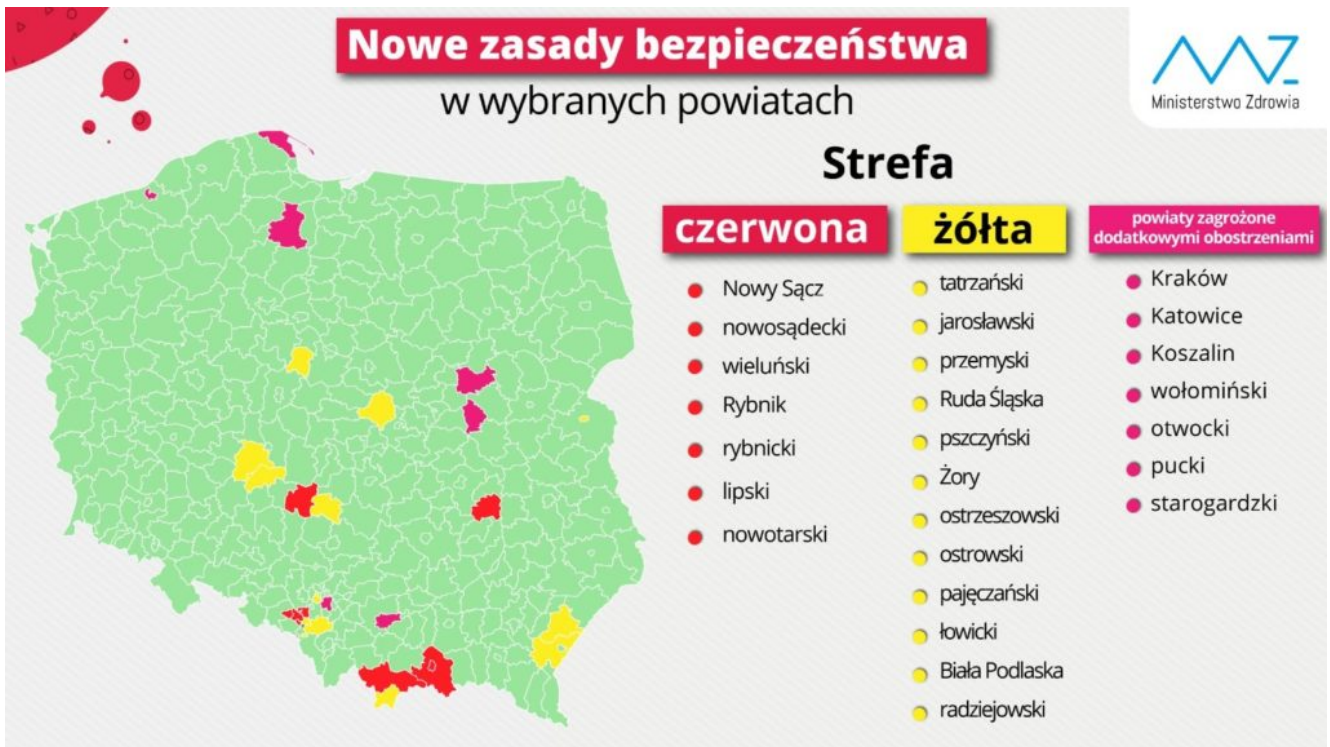 Nowe zasady bezpieczeństwa
w wybranych powiatach
Ministerstwo Zdrowia
Strefa
czerwona
Nowy Sącz
nowosądecki
wieluński
Rybnik
rybnicki
lipski
nowotarski
żółta
tatrzański
jarosławski
przemyski
Ruda Śląska
pszczyński
Żory
ostrzeszowski
ostrowski
pajęczański
łowicki
Biała Podlaska
radziejowski
powiaty zagrożone
dodatkowymi obostrzeniami
Kraków
Katowice
Koszalin
wołomiński
otwocki
pucki
starogardzki